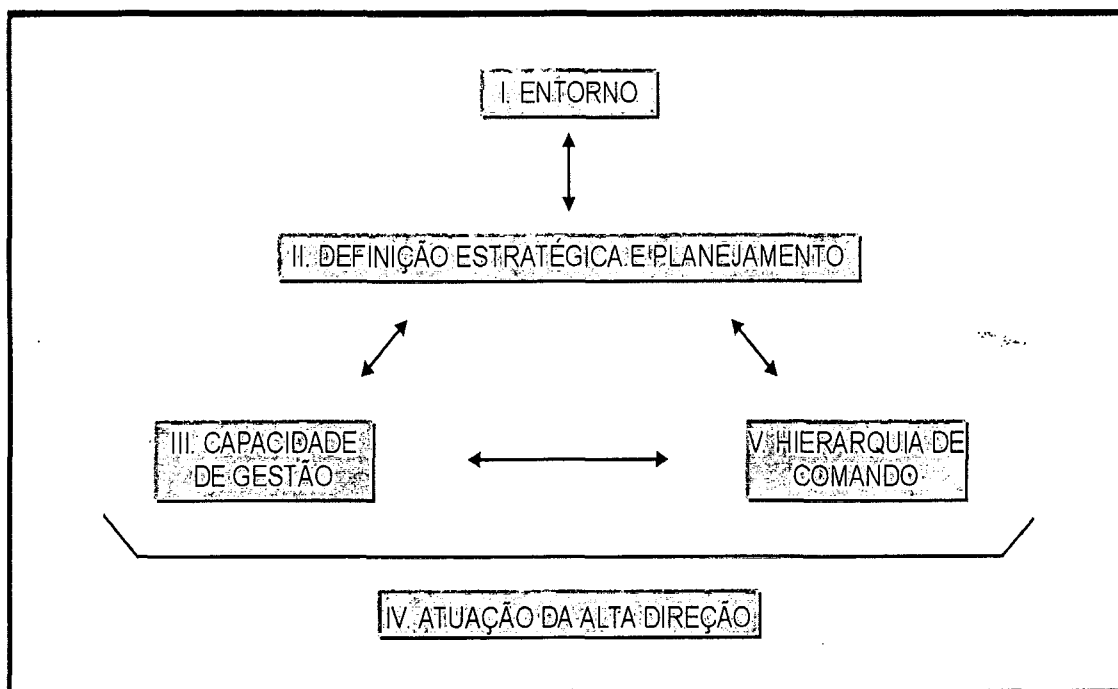 I. ENTORNO
II. DEFINIÇÃO ESTRATÉGICA E PLANEJAMENTO
III. CAPACIDADE
DE GESTÃO
V. HIERARQUIA DE
COMANDO
IV. ATUAÇÃO DA ALTA DIREÇÃO